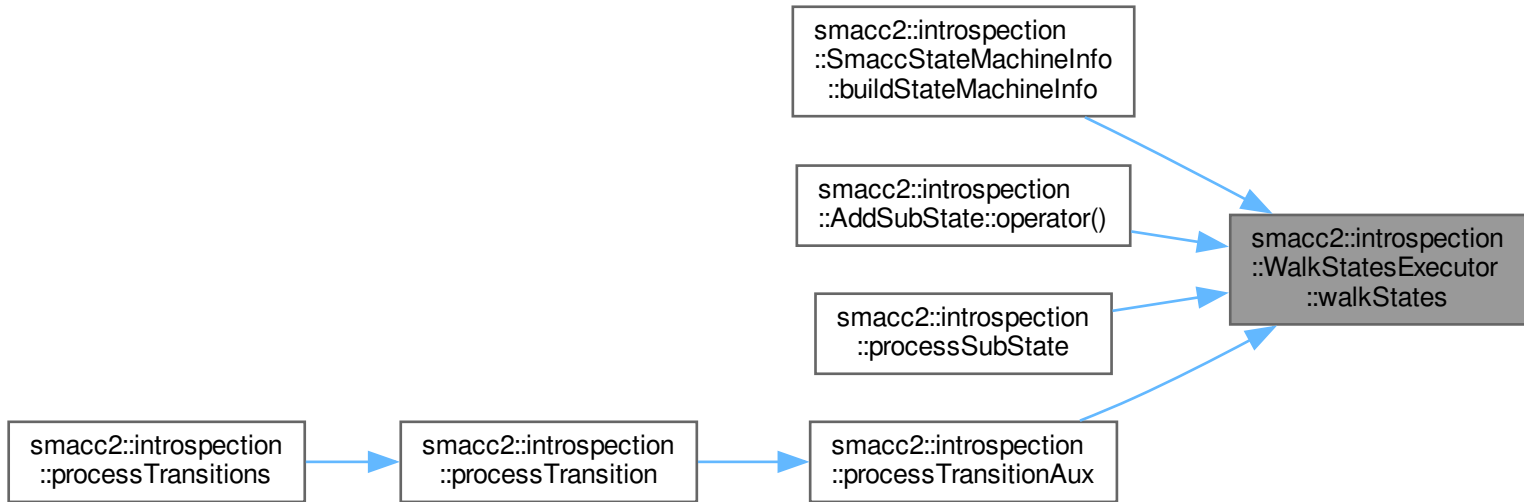 smacc2::introspection
::SmaccStateMachineInfo
::buildStateMachineInfo
smacc2::introspection
::AddSubState::operator()
smacc2::introspection
::WalkStatesExecutor
::walkStates
smacc2::introspection
::processSubState
smacc2::introspection
::processTransitions
smacc2::introspection
::processTransition
smacc2::introspection
::processTransitionAux